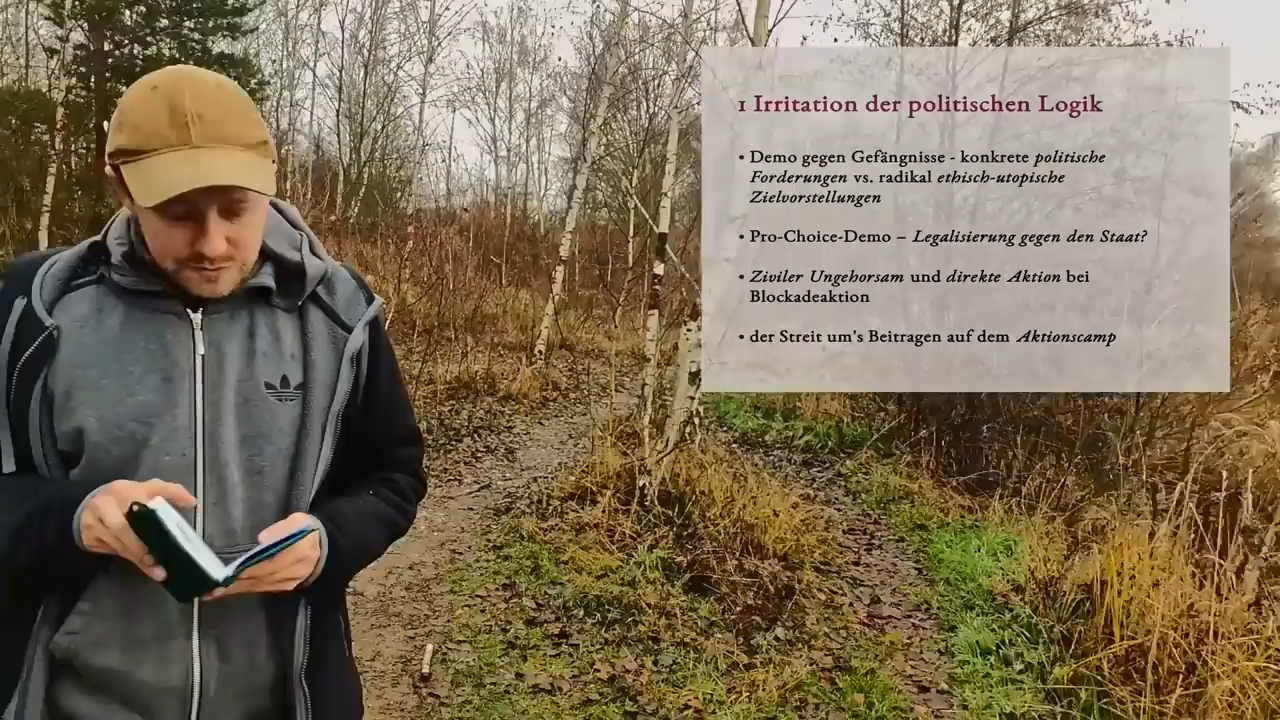 1 Irritation der politischen Logik
• Demo gegen Gefängnisse - konkrete politische
Forderungen vs. radikal ethisch-utopische
Zielvorstellungen
• Pro-Choice-Demo – Legalisierung gegen den Staat?
• Ziviler Ungehorsam und direkte Aktion bei
Blockadeaktion
• der Streit um's Beitragen auf dem Aktionscamp